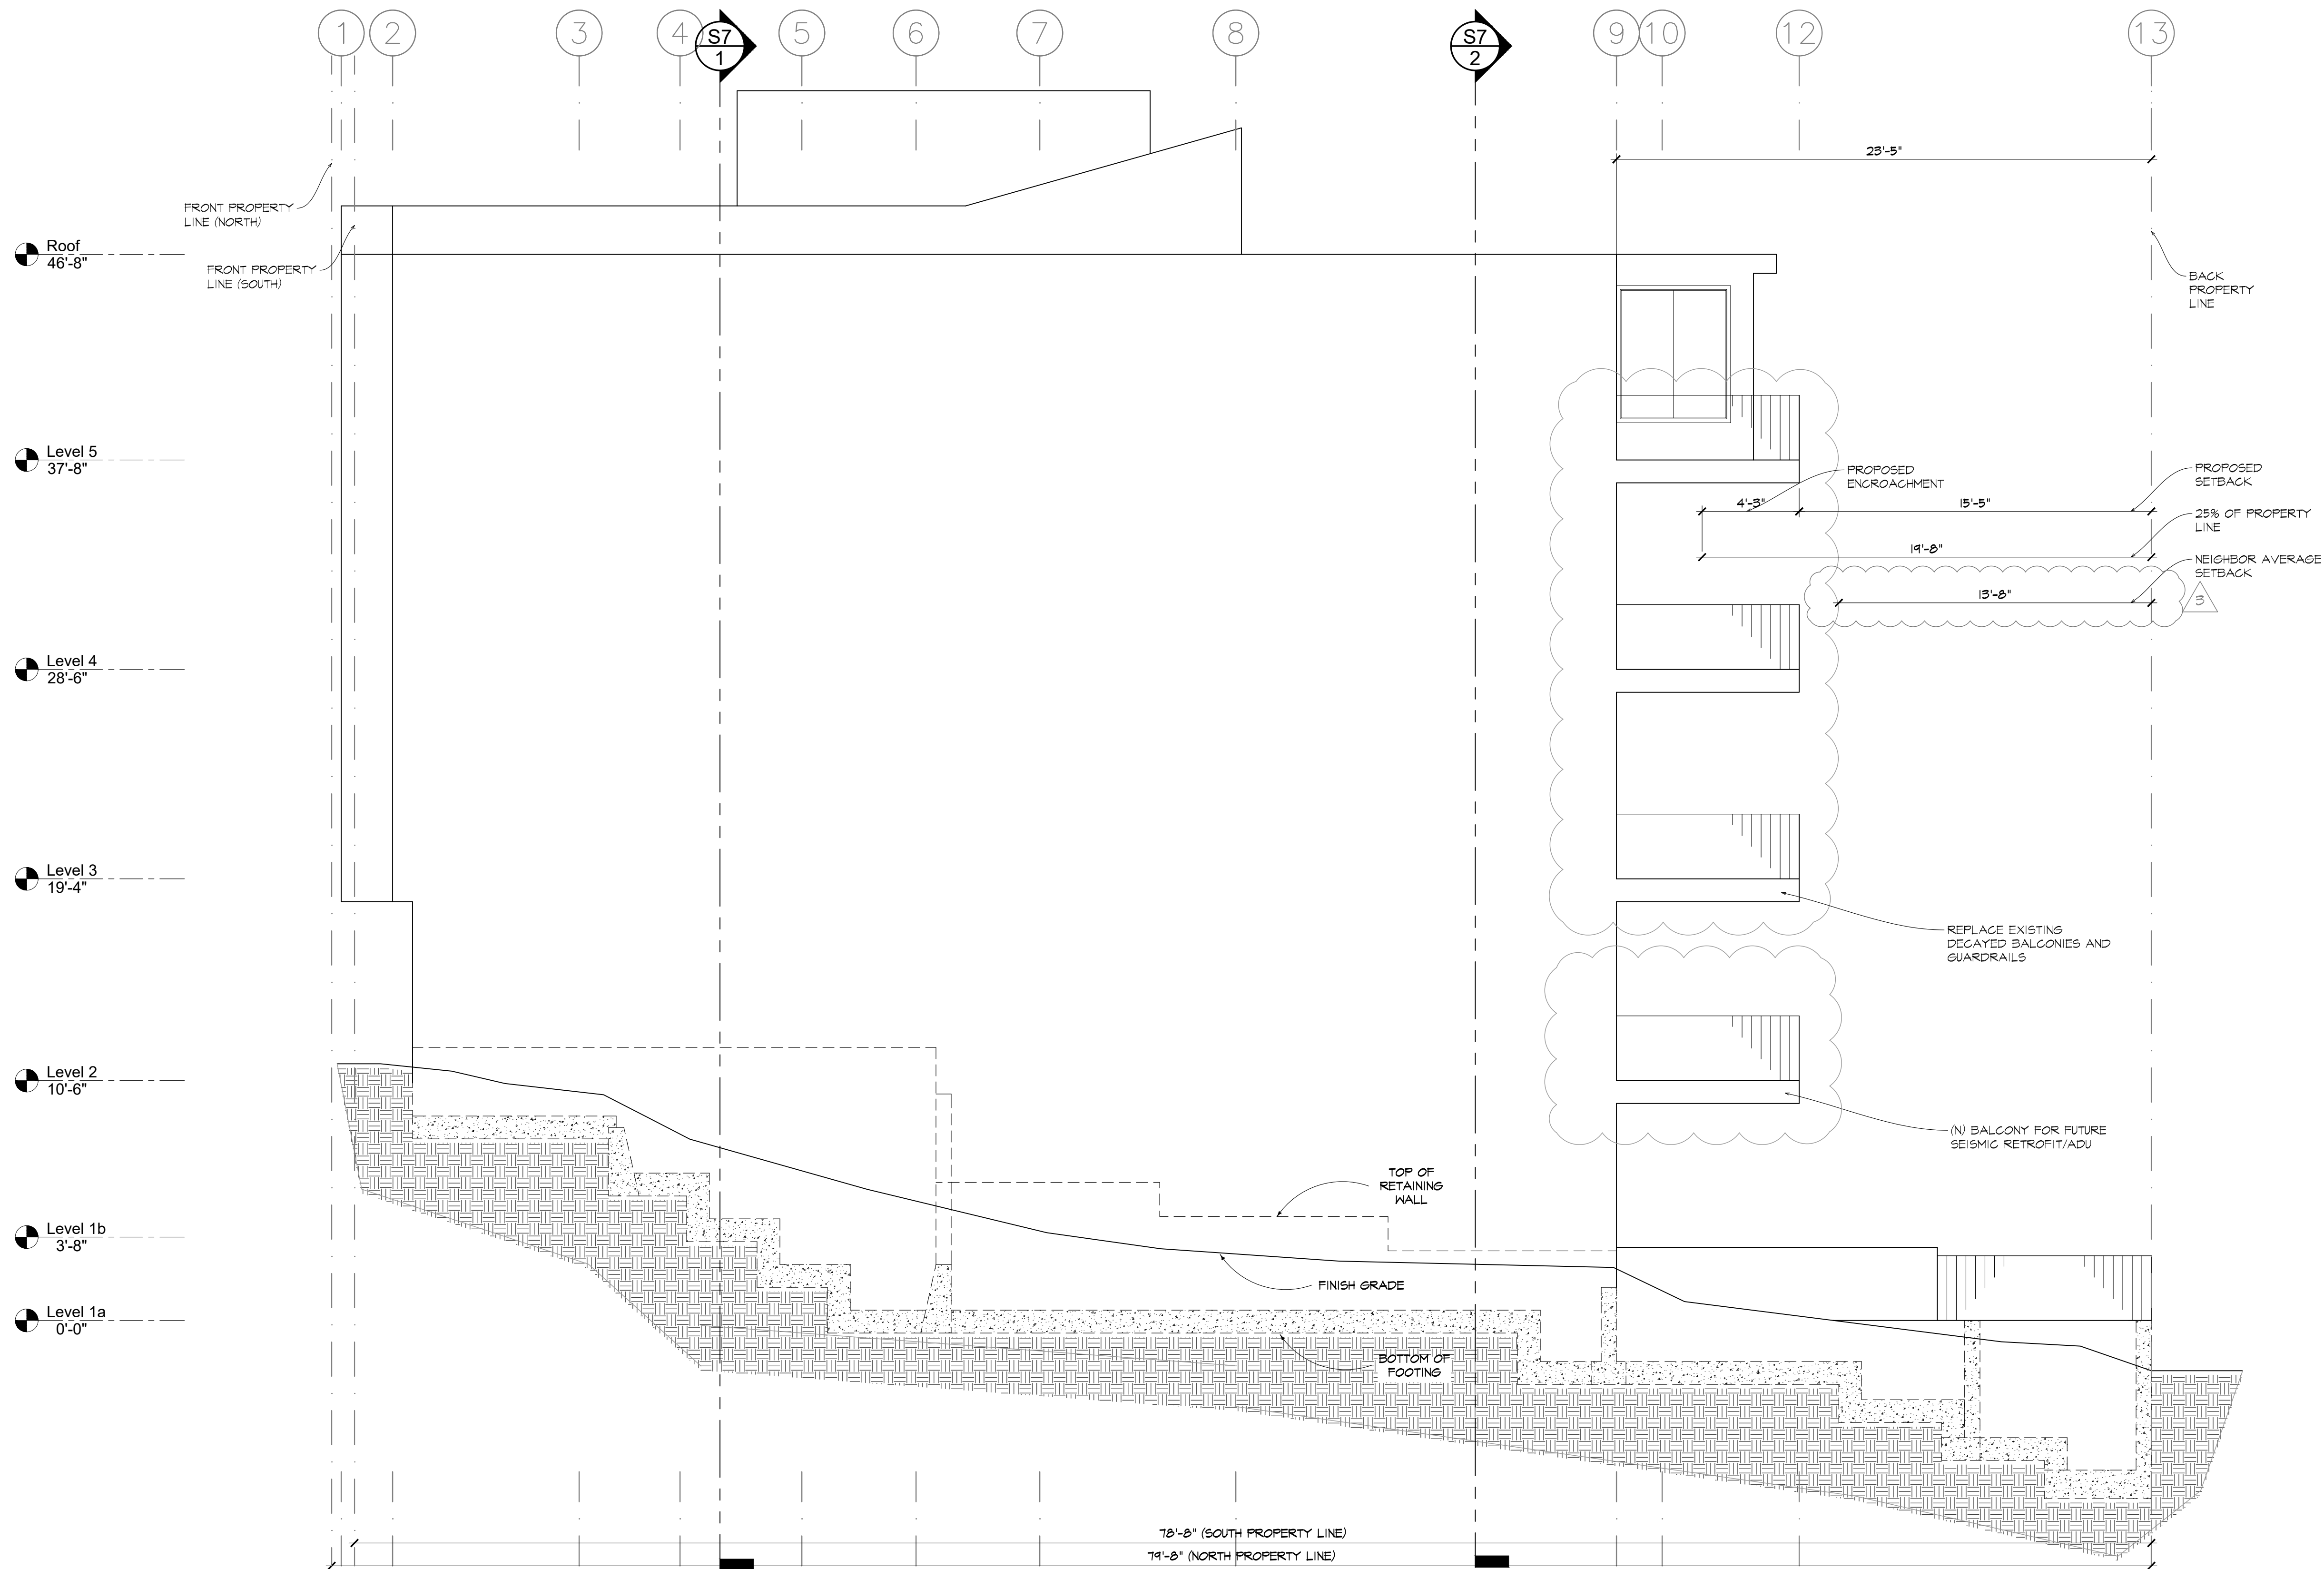 1
2
3
4
S7
1
5
6
7
8
S7
2
9
10
12
13
23'-5"
FRONT PROPERTY
LINE (NORTH)
Roof
46'-8"
FRONT PROPERTY
LINE (SOUTH)
BACK
PROPERTY
LINE
Level 5
37'-8"
PROPOSED
ENCROACHMENT
PROPOSED
SETBACK
4'-3"
15'-5"
25% OF PROPERTY
LINE
19'-8"
NEIGHBOR AVERAGE
SETBACK
13'-8"
3
Level 4
28'-6"
Level 3
19'-4"
REPLACE EXISTING
DECAYED BALCONIES AND
GUARDRAILS
Level 2
10'-6"
(N) BALCONY FOR FUTURE
SEISMIC RETROFIT/ADU
TOP OF
RETAINING
WALL
Level 1b
3'-8"
FINISH GRADE
Level 1a
0'-0"
BOTTOM OF
FOOTING
78'-8" (SOUTH PROPERTY LINE)
79'-8" (NORTH PROPERTY LINE)